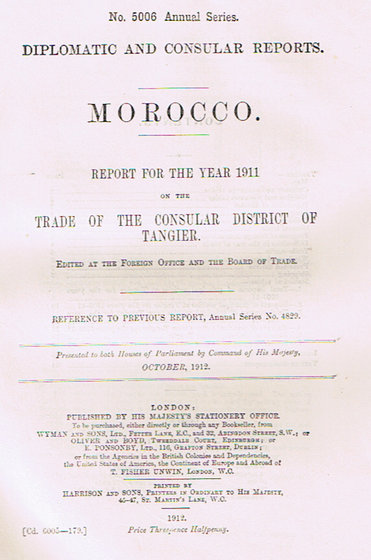 No. 5006 Annual Series.
DIPLOMATIC AND CONSULAR REPORTS.
MOROCCO.
REPORT FOR THE YEAR 1911
ON THE
TRADE OF THE CONSULAR DISTRICT OF
TANGIER.
EDITED AT THE FOREIGN OFFICE AND THE BOARD OF TRADE.
REFERENCE TO PREVIOUS REPORT, Annual Series No. 4829.
Presented to both Houses of Parliament by Command of His Majesty,
OCTOBER, 1912.
LONDON:
PUBLISHED BY HIS MAJESTY'S STATIONERY OFFICE.
To be purchased, either directly or through any Bookseller, from
WYMAN AND SONS, LTD., FETTER LANE, E.C., and 32, ABINGDON STREET, S.W.; or
OLIVER AND BOYD, TWEEDDALE COURT, EDINBURGH; or
E. PONSONBY, LTD., 116, GRAFTON STREET, DUBLIN;
or from the Agencies in the British Colonies and Dependencies,
the United States of America, the Continent of Europe and Abroad of
T. FISHER UNWIN, LONDON, W.C.
PRINTED BY
HARRISON AND SONS, PRINTERS IN ORDINARY TO HIS MAJESTY,
45-47, ST. MARTIN'S LANE, W.C.
1912.
[Cd. 6005—179.] Price Threepence Halfpenny.